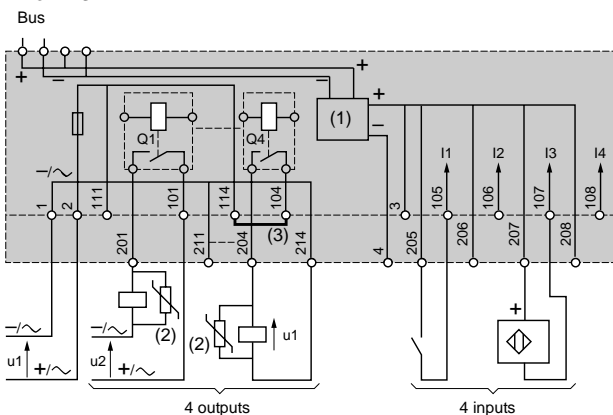 Bus
+ − + −
+
Q1 Q4 (1) −
I1 I2 I3 I4
−/∼
1 2 111 101 114 104 3 105 106 107 108
201 211 204 (3) 214 4 205 206 207 208
+
(2) (2) u1
−/∼ −/∼
u1 u2
+/∼ +/∼
4 outputs 4 inputs